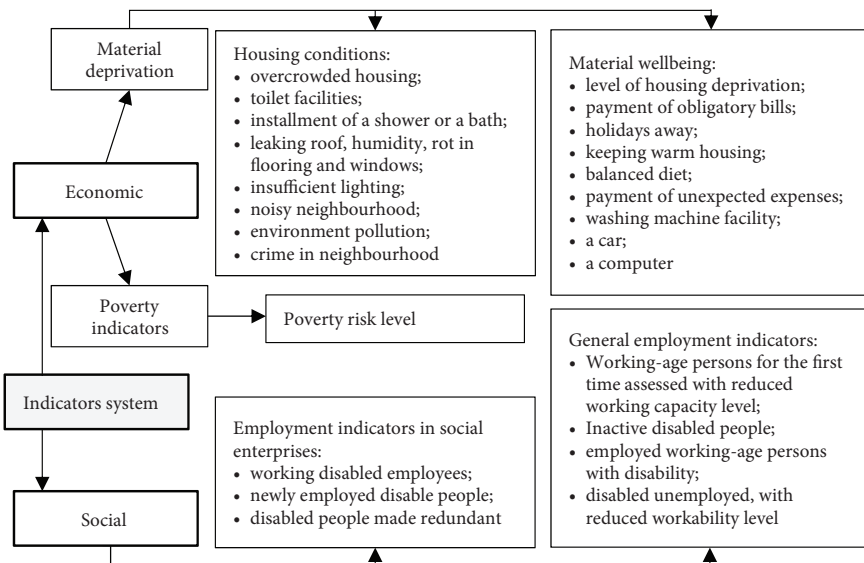 Material
deprivation
Housing conditions:
• overcrowded housing;
• toilet facilities;
• installment of a shower or a bath;
• leaking roof, humidity, rot in
flooring and windows;
• insufficient lighting;
• noisy neighbourhood;
• environment pollution;
• crime in neighbourhood
Material wellbeing:
• level of housing deprivation;
• payment of obligatory bills;
• holidays away;
• keeping warm housing;
• balanced diet;
• payment of unexpected expenses;
• washing machine facility;
• a car;
• a computer
Economic
Poverty
indicators
Poverty risk level
Indicators system
Employment indicators in social
enterprises:
• working disabled employees;
• newly employed disable people;
• disabled people made redundant
General employment indicators:
• Working-age persons for the first
time assessed with reduced
working capacity level;
• Inactive disabled people;
• employed working-age persons
with disability;
• disabled unemployed, with
reduced workability level
Social